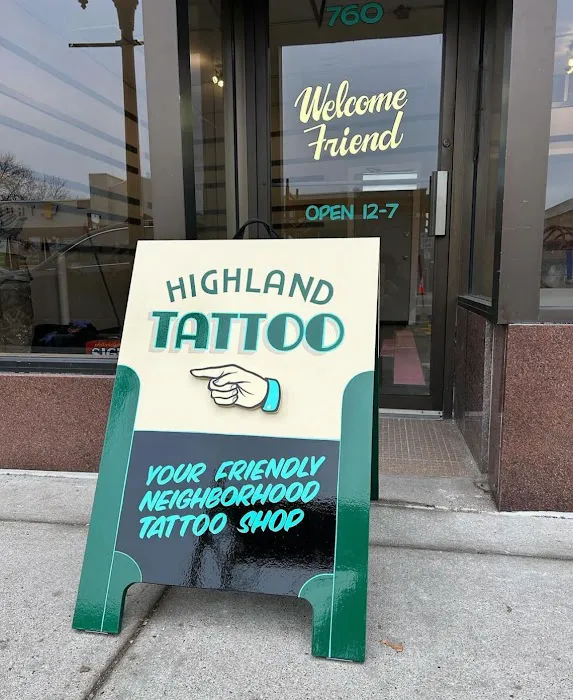 760
Welcome
Friend
OPEN 12-7
HIGHLAND
TATTOO
YOUR FRIENDLY
NEIGHBORHOOD
TATTOO SHOP